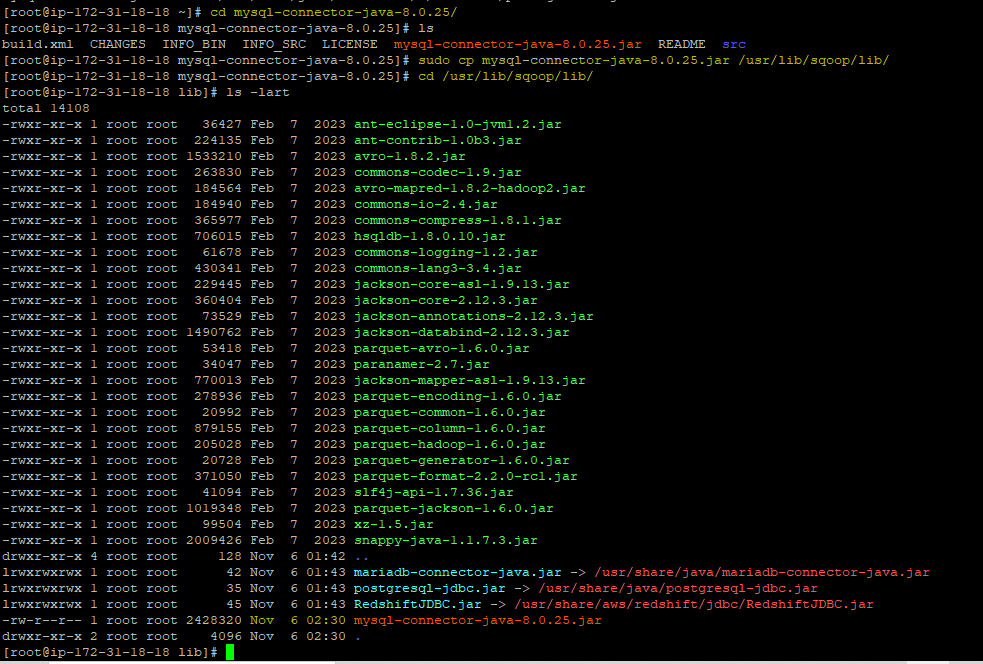 [root@ip-172-31-18-18 ~]# cd mysql-connector-java-8.0.25/
[root@ip-172-31-18-18 mysql-connector-java-8.0.25]# ls
build.xml  CHANGES  INFO_BIN  INFO_SRC  LICENSE  mysql-connector-java-8.0.25.jar  README  src
[root@ip-172-31-18-18 mysql-connector-java-8.0.25]# sudo cp mysql-connector-java-8.0.25.jar /usr/lib/sqoop/lib/
[root@ip-172-31-18-18 mysql-connector-java-8.0.25]# cd /usr/lib/sqoop/lib/
[root@ip-172-31-18-18 lib]# ls -lart
total 14108
-rwxr-xr-x 1 root root   36427 Feb  7  2023 ant-eclipse-1.0-jvm1.2.jar
-rwxr-xr-x 1 root root  224135 Feb  7  2023 ant-contrib-1.0b3.jar
-rwxr-xr-x 1 root root 1533210 Feb  7  2023 avro-1.8.2.jar
-rwxr-xr-x 1 root root  263830 Feb  7  2023 commons-codec-1.9.jar
-rwxr-xr-x 1 root root  184564 Feb  7  2023 avro-mapred-1.8.2-hadoop2.jar
-rwxr-xr-x 1 root root  184940 Feb  7  2023 commons-io-2.4.jar
-rwxr-xr-x 1 root root  365977 Feb  7  2023 commons-compress-1.8.1.jar
-rwxr-xr-x 1 root root  706015 Feb  7  2023 hsqldb-1.8.0.10.jar
-rwxr-xr-x 1 root root   61678 Feb  7  2023 commons-logging-1.2.jar
-rwxr-xr-x 1 root root  430341 Feb  7  2023 commons-lang3-3.4.jar
-rwxr-xr-x 1 root root  229445 Feb  7  2023 jackson-core-asl-1.9.13.jar
-rwxr-xr-x 1 root root  360404 Feb  7  2023 jackson-core-2.12.3.jar
-rwxr-xr-x 1 root root   73529 Feb  7  2023 jackson-annotations-2.12.3.jar
-rwxr-xr-x 1 root root 1490762 Feb  7  2023 jackson-databind-2.12.3.jar
-rwxr-xr-x 1 root root   53418 Feb  7  2023 parquet-avro-1.6.0.jar
-rwxr-xr-x 1 root root   34047 Feb  7  2023 paranamer-2.7.jar
-rwxr-xr-x 1 root root  770013 Feb  7  2023 jackson-mapper-asl-1.9.13.jar
-rwxr-xr-x 1 root root  278936 Feb  7  2023 parquet-encoding-1.6.0.jar
-rwxr-xr-x 1 root root   20992 Feb  7  2023 parquet-common-1.6.0.jar
-rwxr-xr-x 1 root root  879155 Feb  7  2023 parquet-column-1.6.0.jar
-rwxr-xr-x 1 root root  205028 Feb  7  2023 parquet-hadoop-1.6.0.jar
-rwxr-xr-x 1 root root   20728 Feb  7  2023 parquet-generator-1.6.0.jar
-rwxr-xr-x 1 root root  371050 Feb  7  2023 parquet-format-2.2.0-rc1.jar
-rwxr-xr-x 1 root root   41094 Feb  7  2023 slf4j-api-1.7.36.jar
-rwxr-xr-x 1 root root 1019348 Feb  7  2023 parquet-jackson-1.6.0.jar
-rwxr-xr-x 1 root root   99504 Feb  7  2023 xz-1.5.jar
-rwxr-xr-x 1 root root 2009426 Feb  7  2023 snappy-java-1.1.7.3.jar
drwxr-xr-x 4 root root     128 Nov  6 01:42 ..
lrwxrwxrwx 1 root root      42 Nov  6 01:43 mariadb-connector-java.jar -> /usr/share/java/mariadb-connector-java.jar
lrwxrwxrwx 1 root root      35 Nov  6 01:43 postgresql-jdbc.jar -> /usr/share/java/postgresql-jdbc.jar
lrwxrwxrwx 1 root root      45 Nov  6 01:43 RedshiftJDBC.jar -> /usr/share/aws/redshift/jdbc/RedshiftJDBC.jar
-rw-r--r-- 1 root root 2428320 Nov  6 02:30 mysql-connector-java-8.0.25.jar
drwxr-xr-x 2 root root    4096 Nov  6 02:30 .
[root@ip-172-31-18-18 lib]#